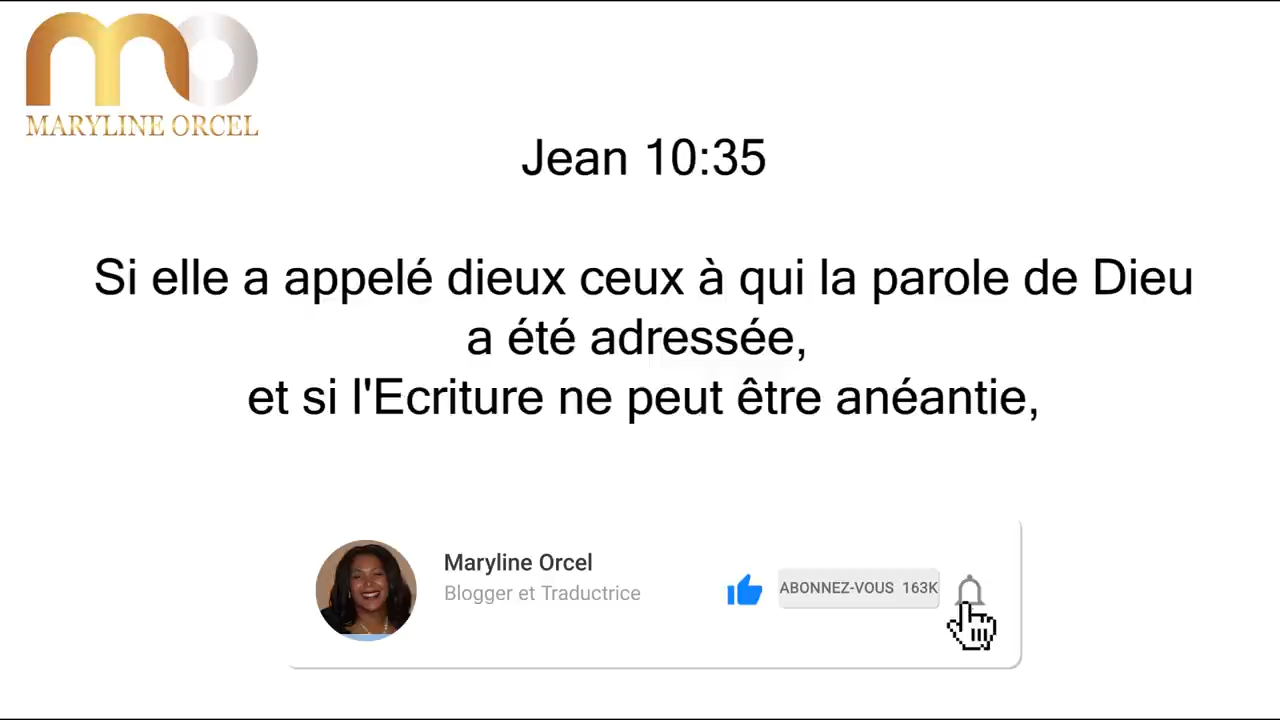 mo
MARYLINE ORCEL
Jean 10:35
Si elle a appelé dieux ceux à qui la parole de Dieu
a été adressée,
et si l'Ecriture ne peut être anéantie,
Maryline Orcel
Blogger et Traductrice
ABONNEZ-VOUS 163K